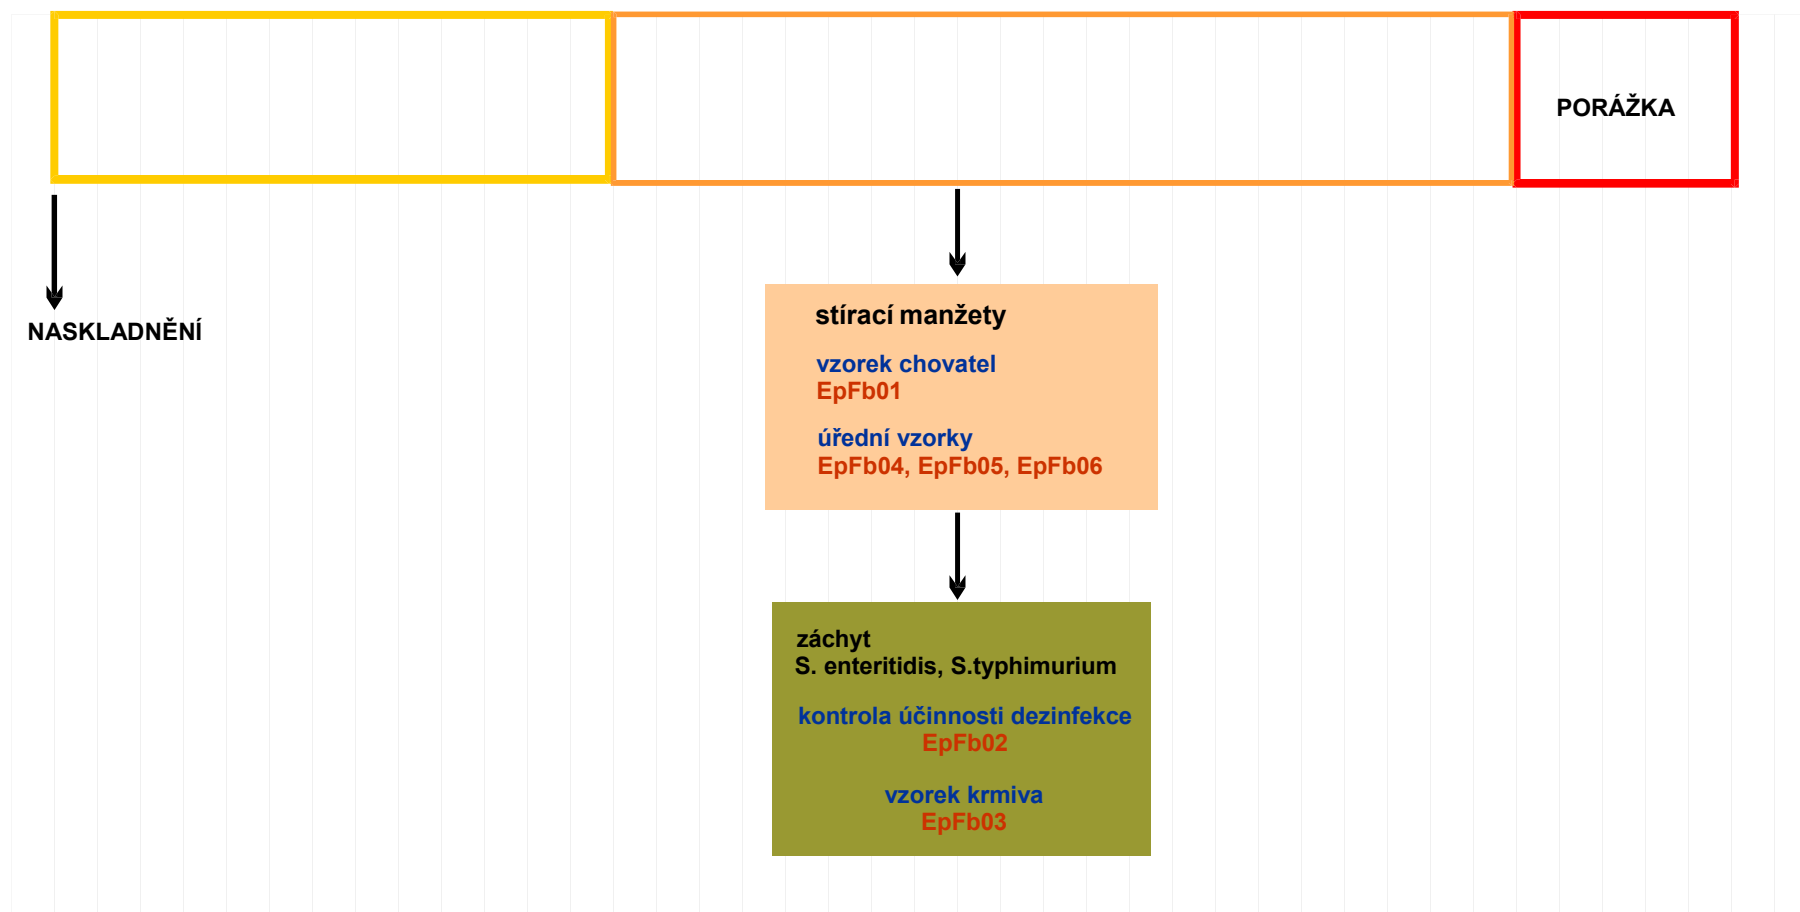 PORÁŽKA
NASKLADNĚNÍ
stírací manžety
vzorek chovatel
EpFb01
úřední vzorky
EpFb04, EpFb05, EpFb06
záchyt
S. enteritidis, S.typhimurium
kontrola účinnosti dezinfekce
EpFb02
vzorek krmiva
EpFb03